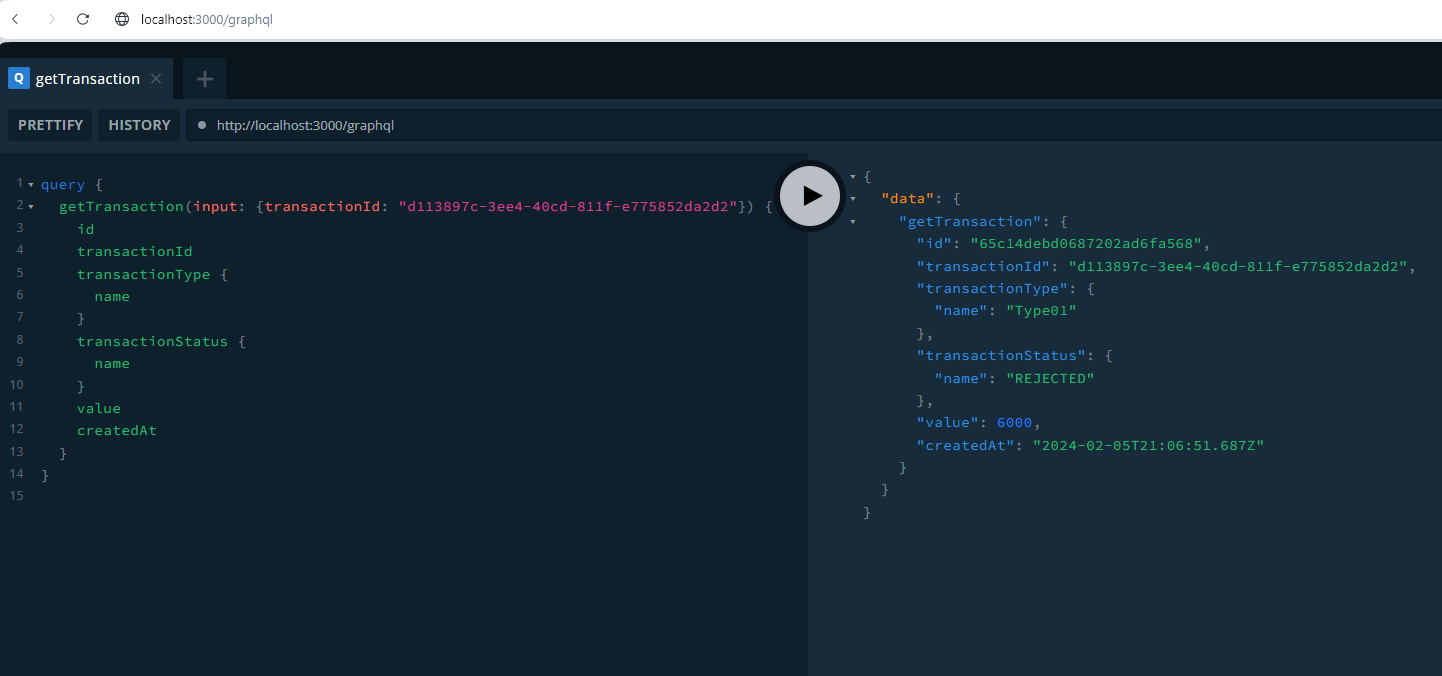 localhost:3000/graphql
Q getTransaction
PRETTIFY HISTORY http://localhost:3000/graphql
1 query {
2 getTransaction(input: {transactionId: "d113897c-3ee4-40cd-811f-e775852da2d2"}) {
3 id
4 transactionId
5 transactionType {
6 name
7 }
8 transactionStatus {
9 name
10 }
11 value
12 createdAt
13 }
14 }
15
{
"data": {
"getTransaction": {
"id": "65c14debd0687202ad6fa568",
"transactionId": "d113897c-3ee4-40cd-811f-e775852da2d2",
"transactionType": {
"name": "Type01"
},
"transactionStatus": {
"name": "REJECTED"
},
"value": 6000,
"createdAt": "2024-02-05T21:06:51.687Z"
}
}
}